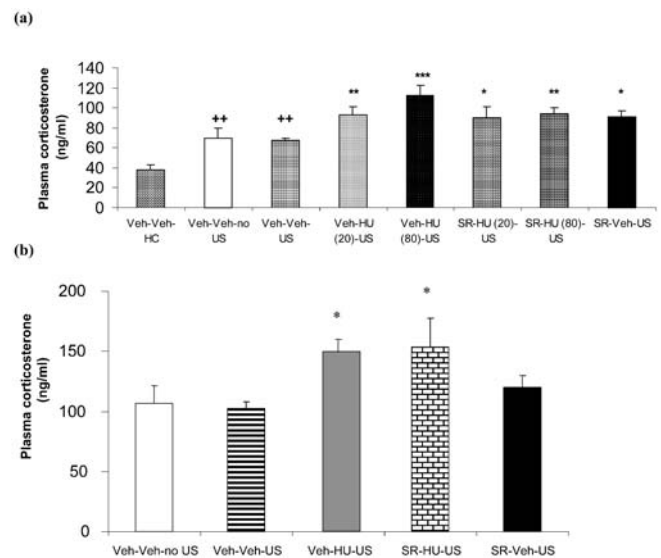 (a)
Plasma corticosterone
(ng/ml)
140
120
100
80
60
40
20
0
++
++
**
***
*
**
*
Veh-Veh-
HC
Veh-Veh-no
US
Veh-Veh-
US
Veh-HU
(20)-US
Veh-HU
(80)-US
SR-HU (20)-
US
SR-HU (80)-
US
SR-Veh-US
(b)
Plasma corticosterone
(ng/ml)
200
150
100
50
0
*
*
Veh-Veh-no US
Veh-Veh-US
Veh-HU-US
SR-HU-US
SR-Veh-US